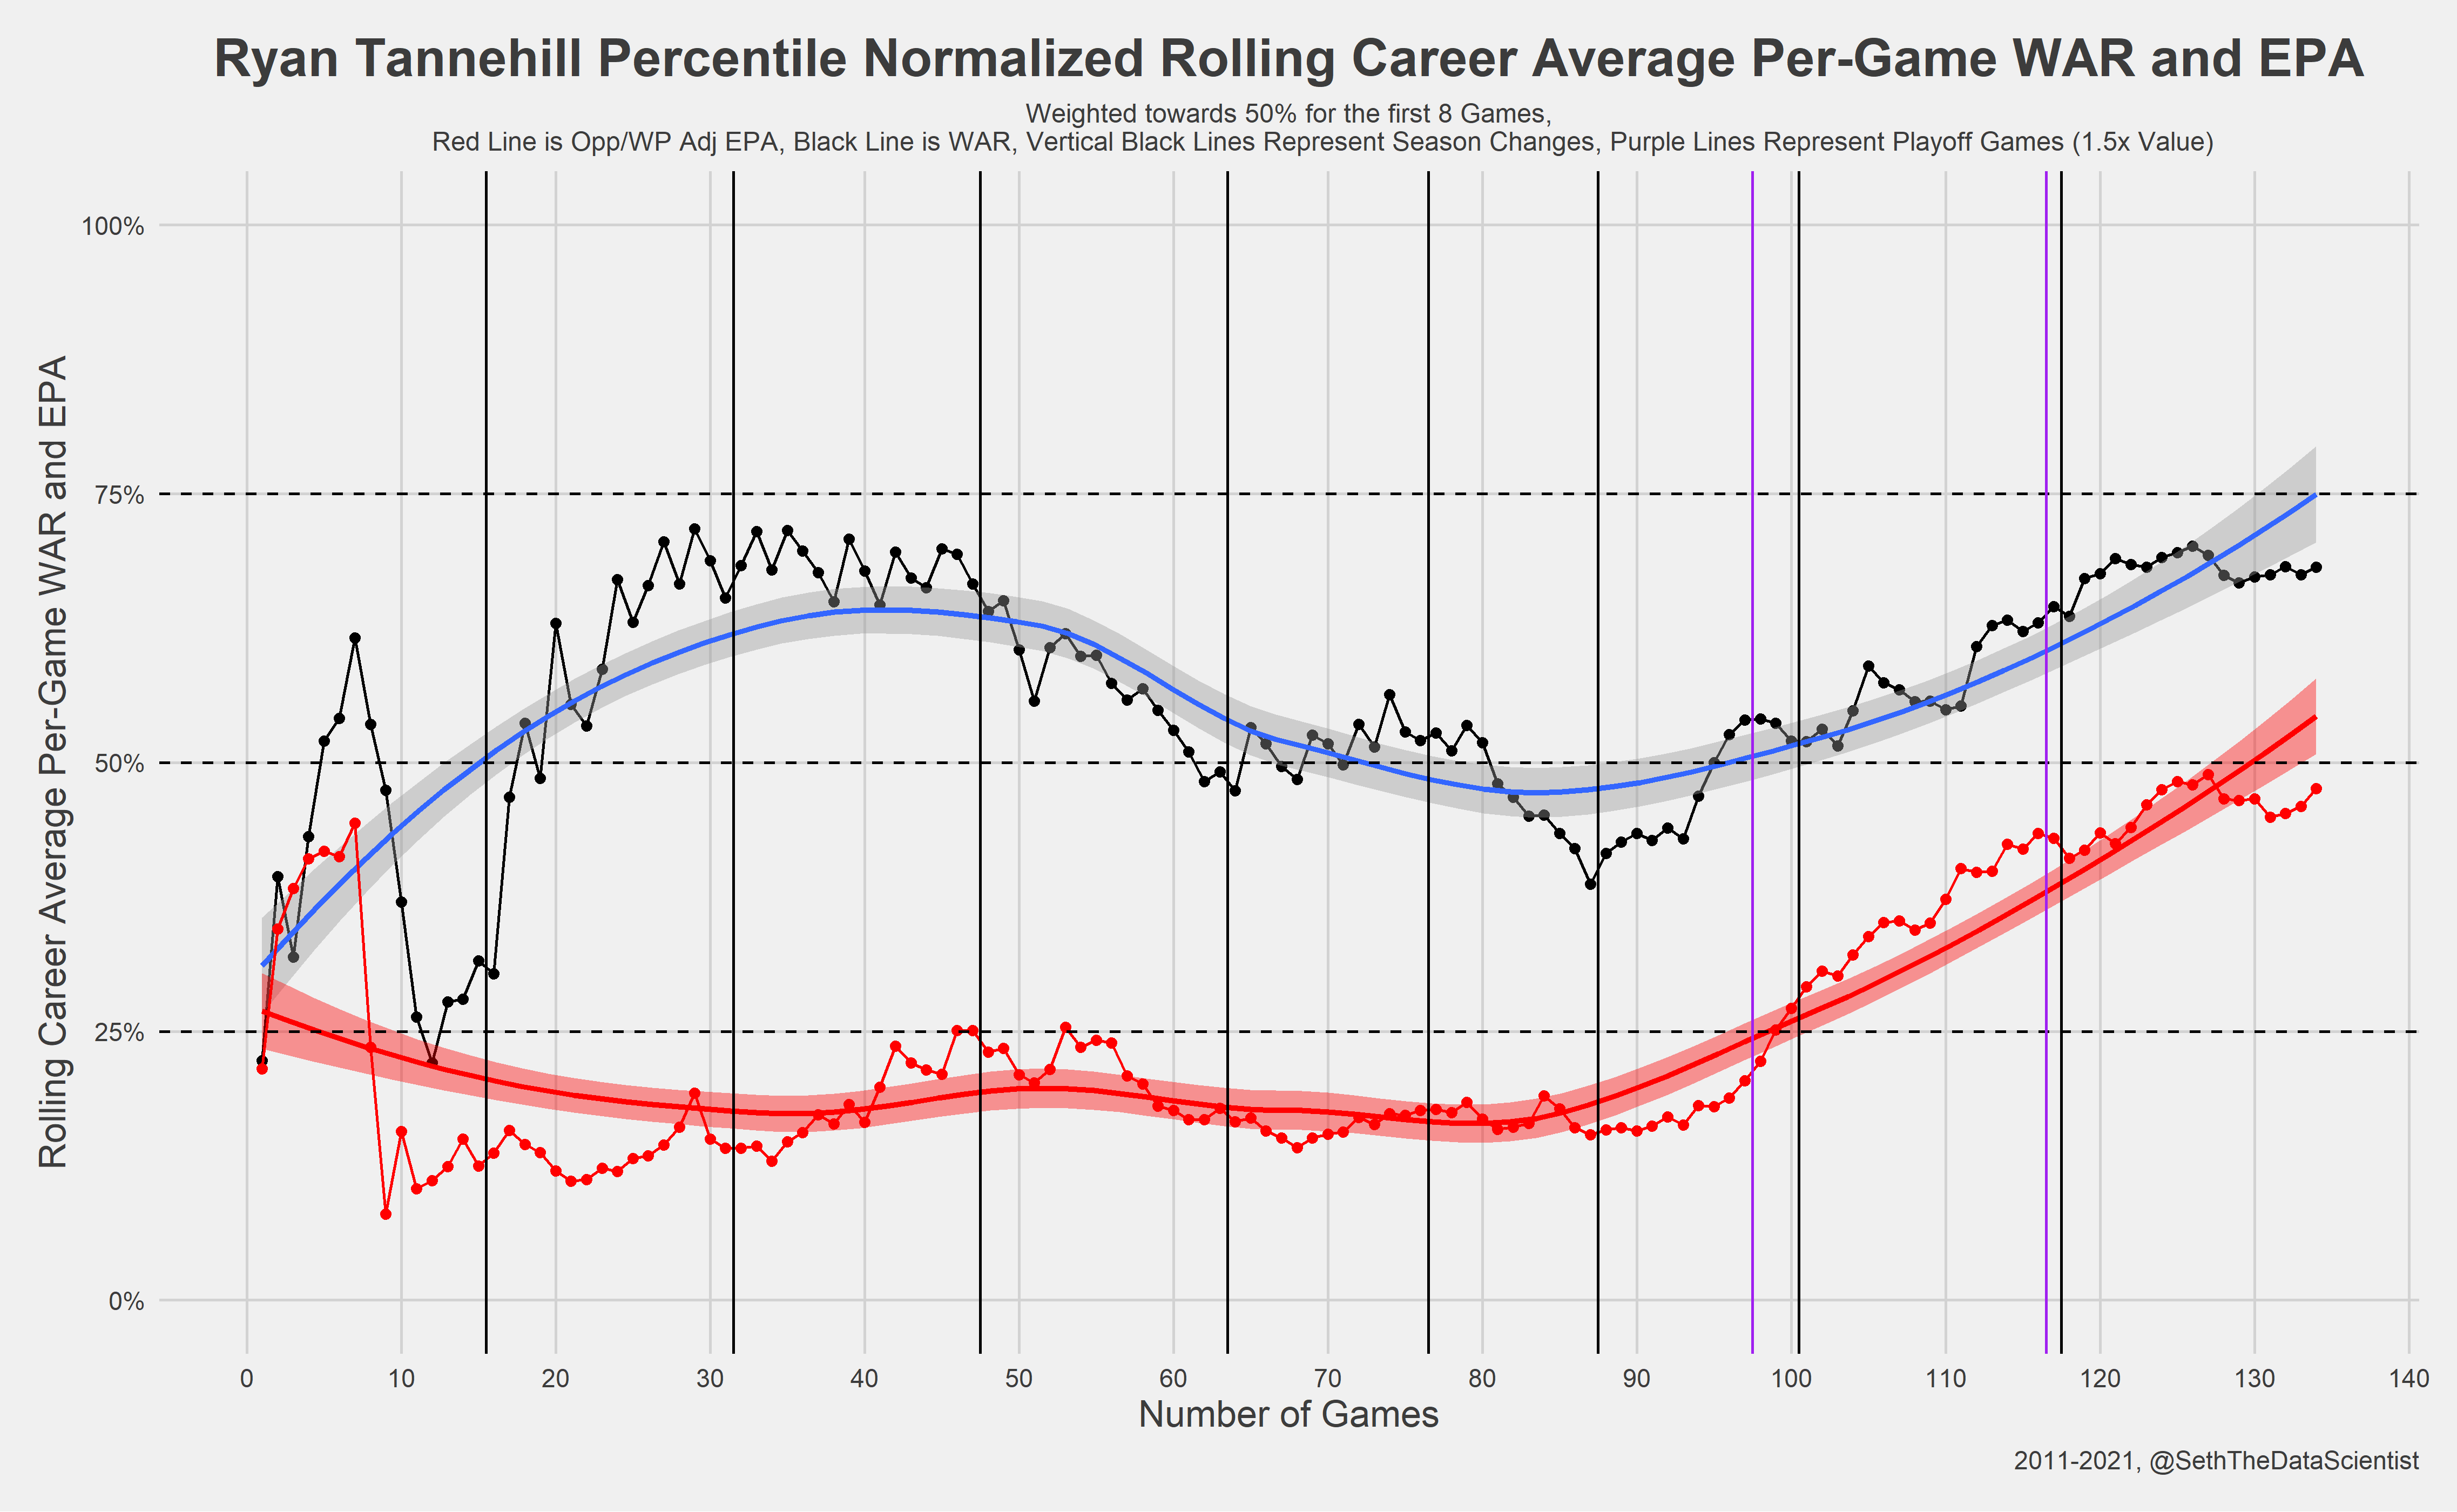 Ryan Tannehill Percentile Normalized Rolling Career Average Per-Game WAR and EPA
Weighted towards 50% for the first 8 Games,
Red Line is Opp/WP Adj EPA, Black Line is WAR, Vertical Black Lines Represent Season Changes, Purple Lines Represent Playoff Games (1.5x Value)
Rolling Career Average Per-Game WAR and EPA
100%
75%
50%
25%
0%
0 10 20 30 40 50 60 70 80 90 100 110 120 130 140
Number of Games
2011-2021, @SethTheDataScientist